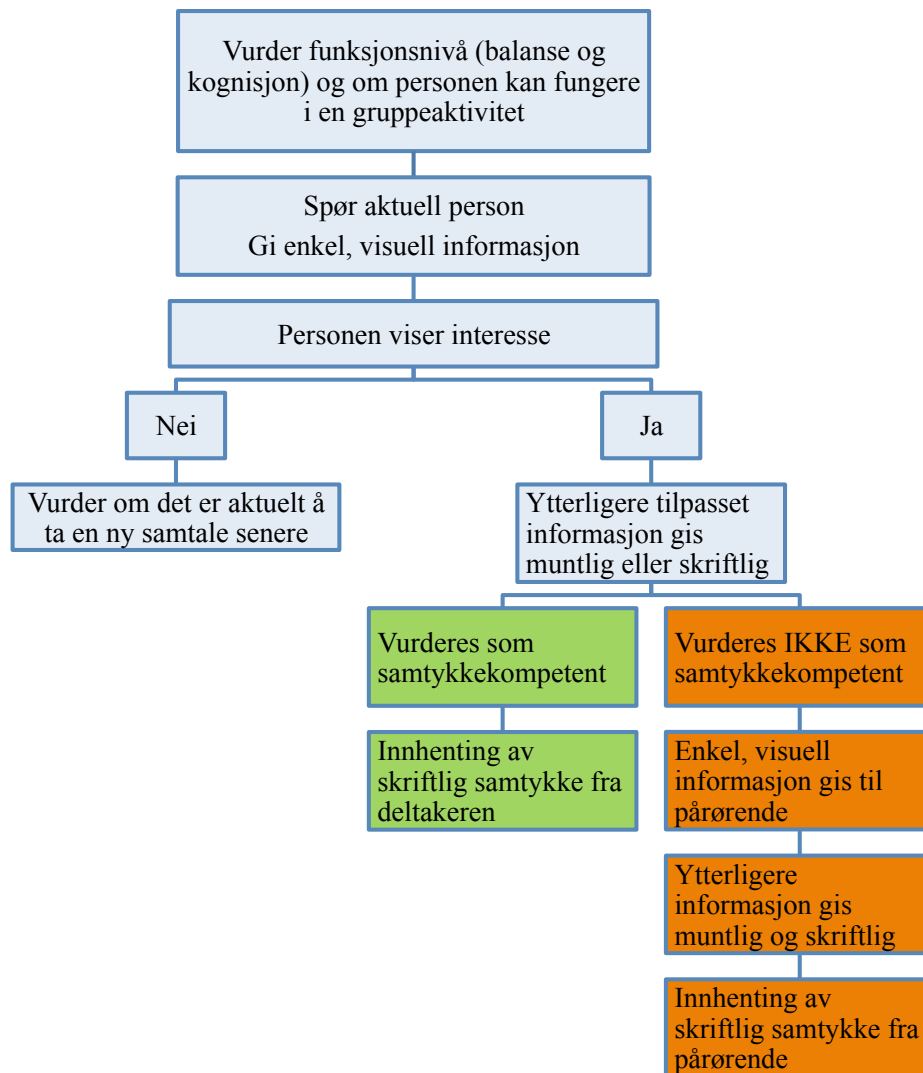 Vurder funksjonsnivå (balanse og
kognisjon) og om personen kan fungere
i en gruppeaktivitet
Spør aktuell person
Gi enkel, visuell informasjon
Personen viser interesse
Nei
Ja
Vurder om det er aktuelt å
ta en ny samtale senere
Ytterligere tilpasset
informasjon gis
muntlig eller skriftlig
Vurderes som
samtykkekompetent
Vurderes IKKE som
samtykkekompetent
Innhenting av
skriftlig samtykke fra
deltakeren
Enkel, visuell
informasjon gis til
pårørende
Ytterligere
informasjon gis
muntlig og skriftlig
Innhenting av
skriftlig samtykke fra
pårørende